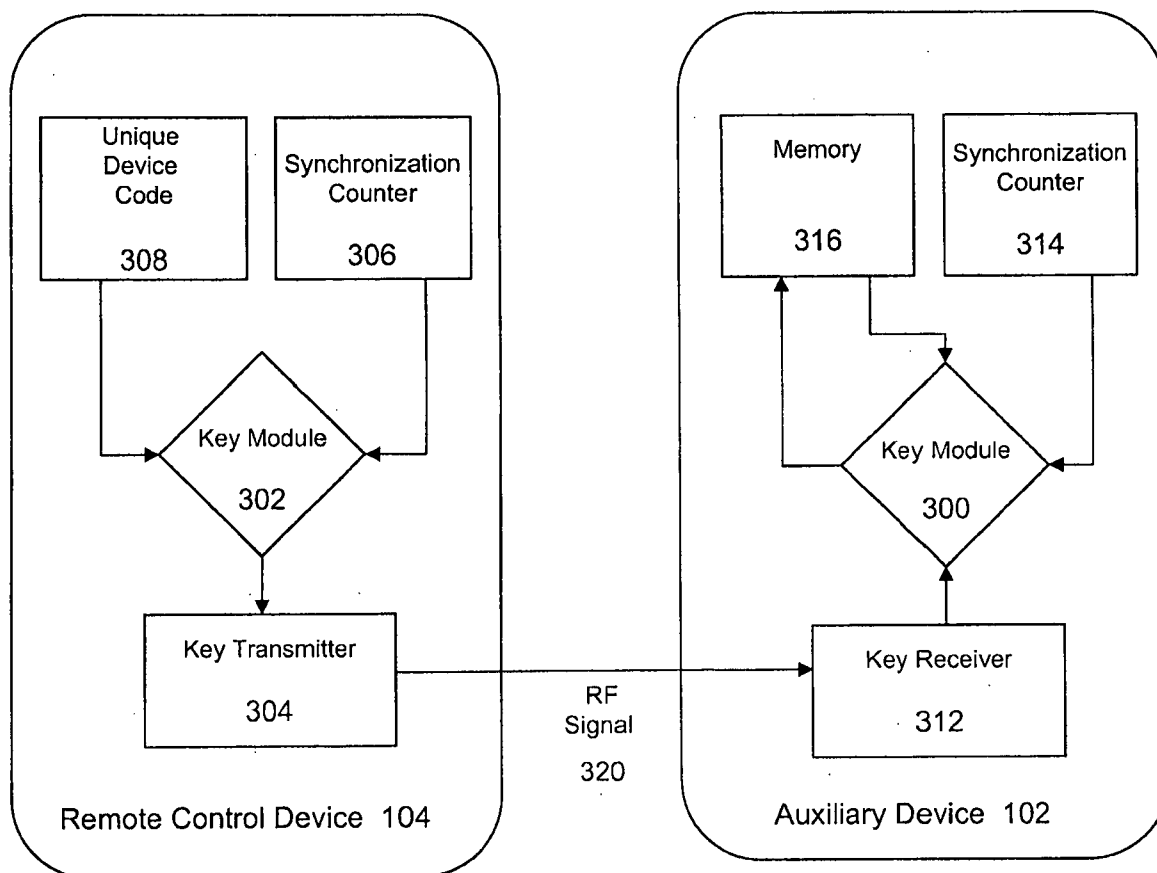 Unique
Device
Code
308
Synchronization
Counter
306
Key Module
302
Key Transmitter
304
Remote Control Device 104
RF
Signal
320
Memory
316
Synchronization
Counter
314
Key Module
300
Key Receiver
312
Auxiliary Device 102